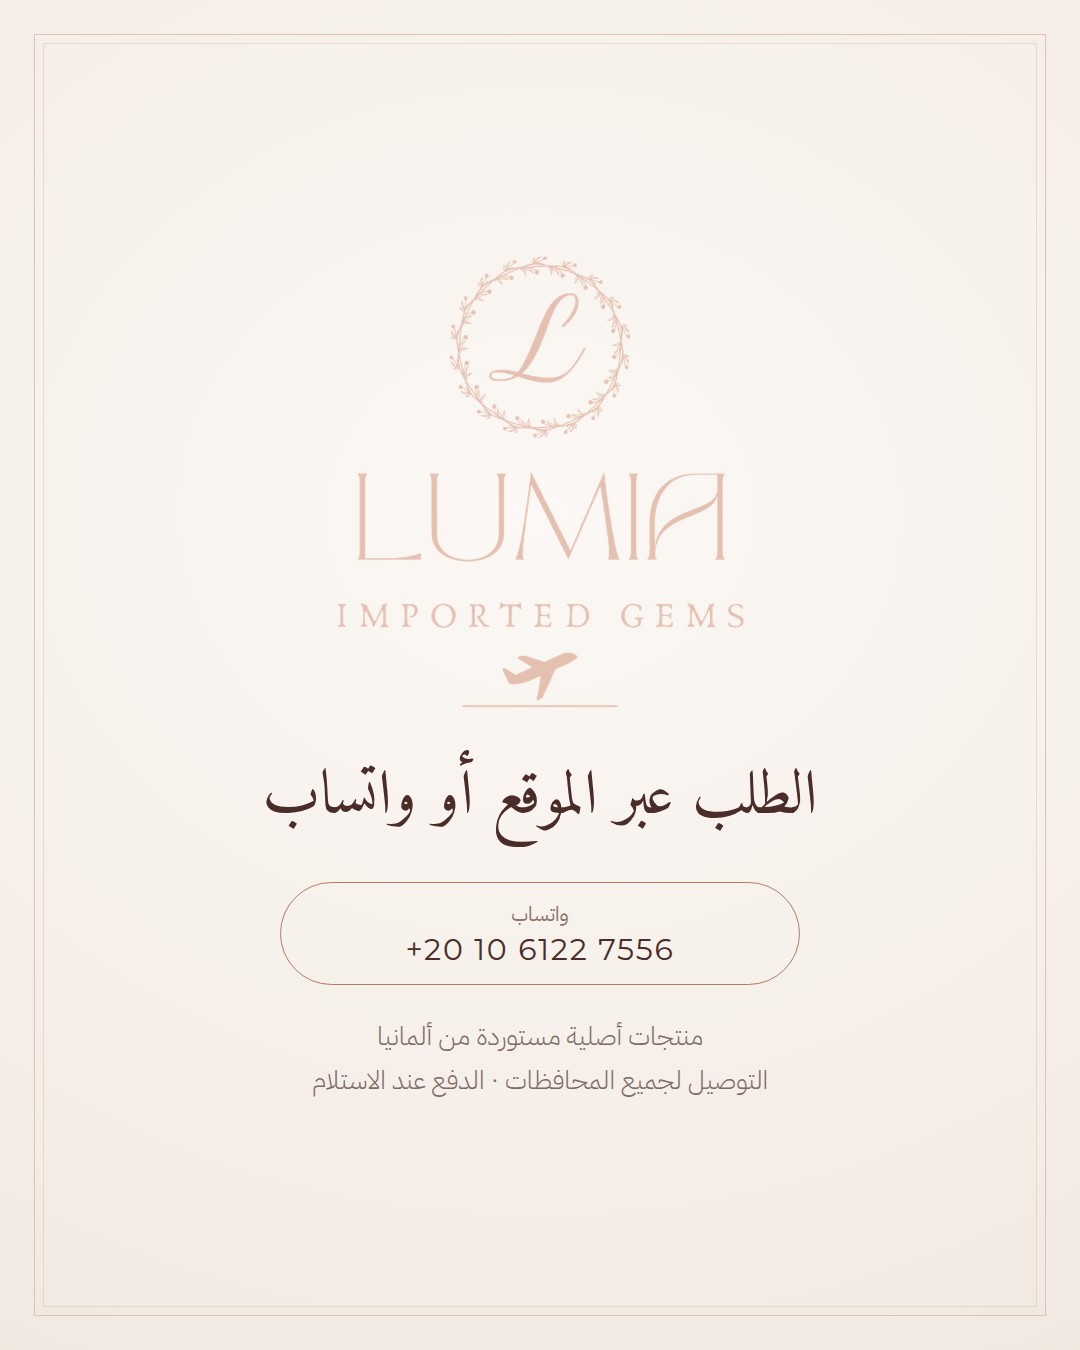 L
LUMIA
IMPORTED GEMS
الطلب عبر الموقع أو واتساب
واتساب
+20 10 6122 7556
منتجات أصلية مستوردة من ألمانيا
التوصيل لجميع المحافظات · الدفع عند الاستلام